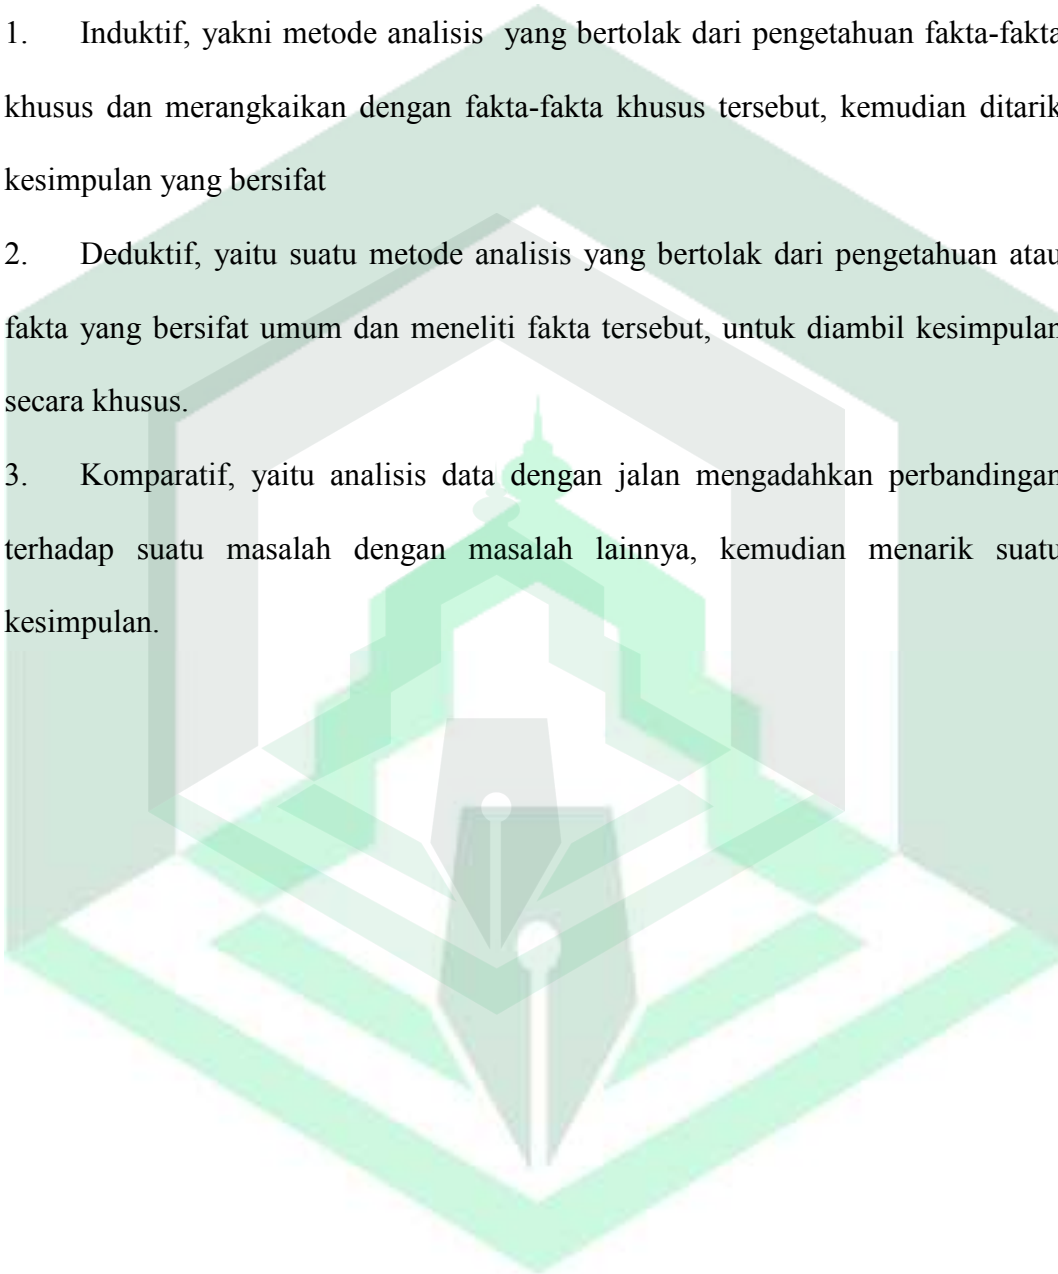 1. Induktif, yakni metode analisis yang bertolak dari pengetahuan fakta-fakta
khusus dan merangkaikan dengan fakta-fakta khusus tersebut, kemudian ditarik
kesimpulan yang bersifat
2. Deduktif, yaitu suatu metode analisis yang bertolak dari pengetahuan atau
fakta yang bersifat umum dan meneliti fakta tersebut, untuk diambil kesimpulan
secara khusus.
3. Komparatif, yaitu analisis data dengan jalan mengadahkan perbandingan
terhadap suatu masalah dengan masalah lainnya, kemudian menarik suatu
kesimpulan.